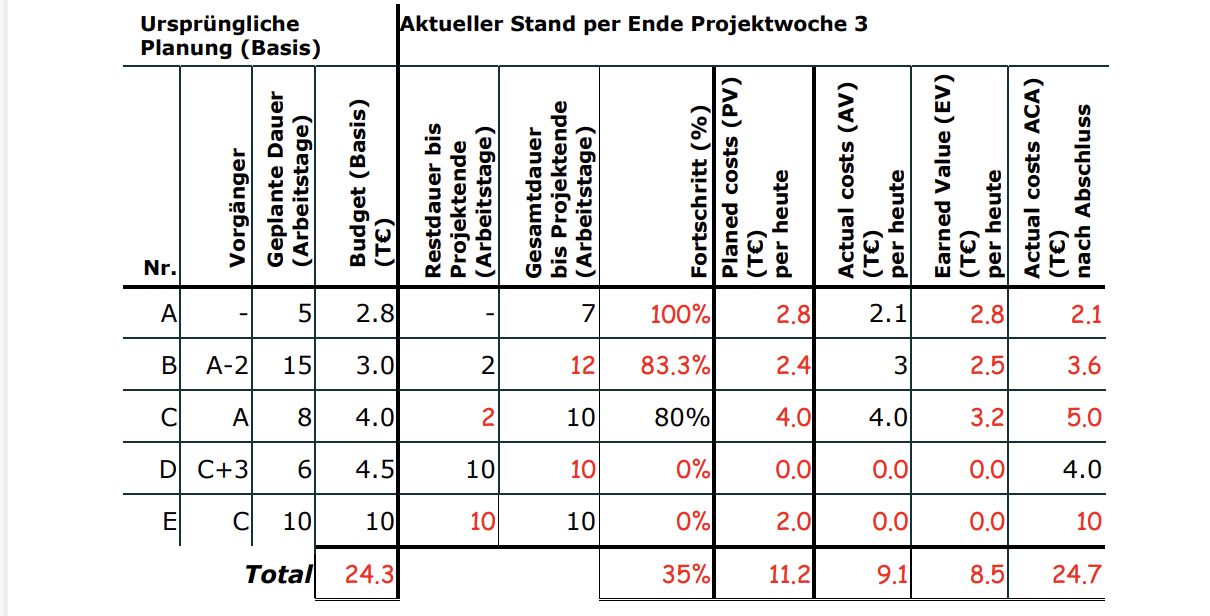 Ursprüngliche
Planung (Basis)
Aktueller Stand per Ende Projektwoche 3
Nr.
Vorgänger
Geplante Dauer
(Arbeitstage)
Budget (Basis)
(T€)
Restdauer bis
Projektende
(Arbeitstage)
Gesamtdauer
bis Projektende
(Arbeitstage)
Fortschritt (%)
Planed costs (PV)
(T€)
per heute
Actual costs (AV)
(T€)
per heute
Earned Value (EV)
(T€)
per heute
Actual costs ACA)
(T€)
nach Abschluss
A - 5 2.8 - 7 100% 2.8 2.1 2.8 2.1
B A-2 15 3.0 2 12 83.3% 2.4 3 2.5 3.6
C A 8 4.0 2 10 80% 4.0 4.0 3.2 5.0
D C+3 6 4.5 10 10 0% 0.0 0.0 0.0 4.0
E C 10 10 10 10 0% 2.0 0.0 0.0 10
Total 24.3 35% 11.2 9.1 8.5 24.7